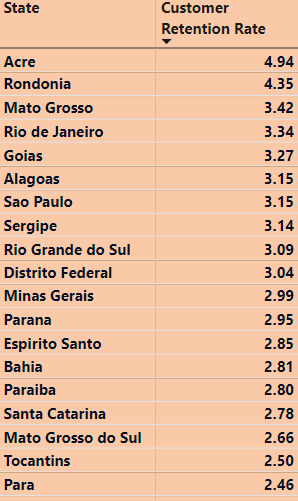 State Customer
Retention Rate
Acre 4.94
Rondonia 4.35
Mato Grosso 3.42
Rio de Janeiro 3.34
Goias 3.27
Alagoas 3.15
Sao Paulo 3.15
Sergipe 3.14
Rio Grande do Sul 3.09
Distrito Federal 3.04
Minas Gerais 2.99
Parana 2.95
Espirito Santo 2.85
Bahia 2.81
Paraiba 2.80
Santa Catarina 2.78
Mato Grosso do Sul 2.66
Tocantins 2.50
Para 2.46